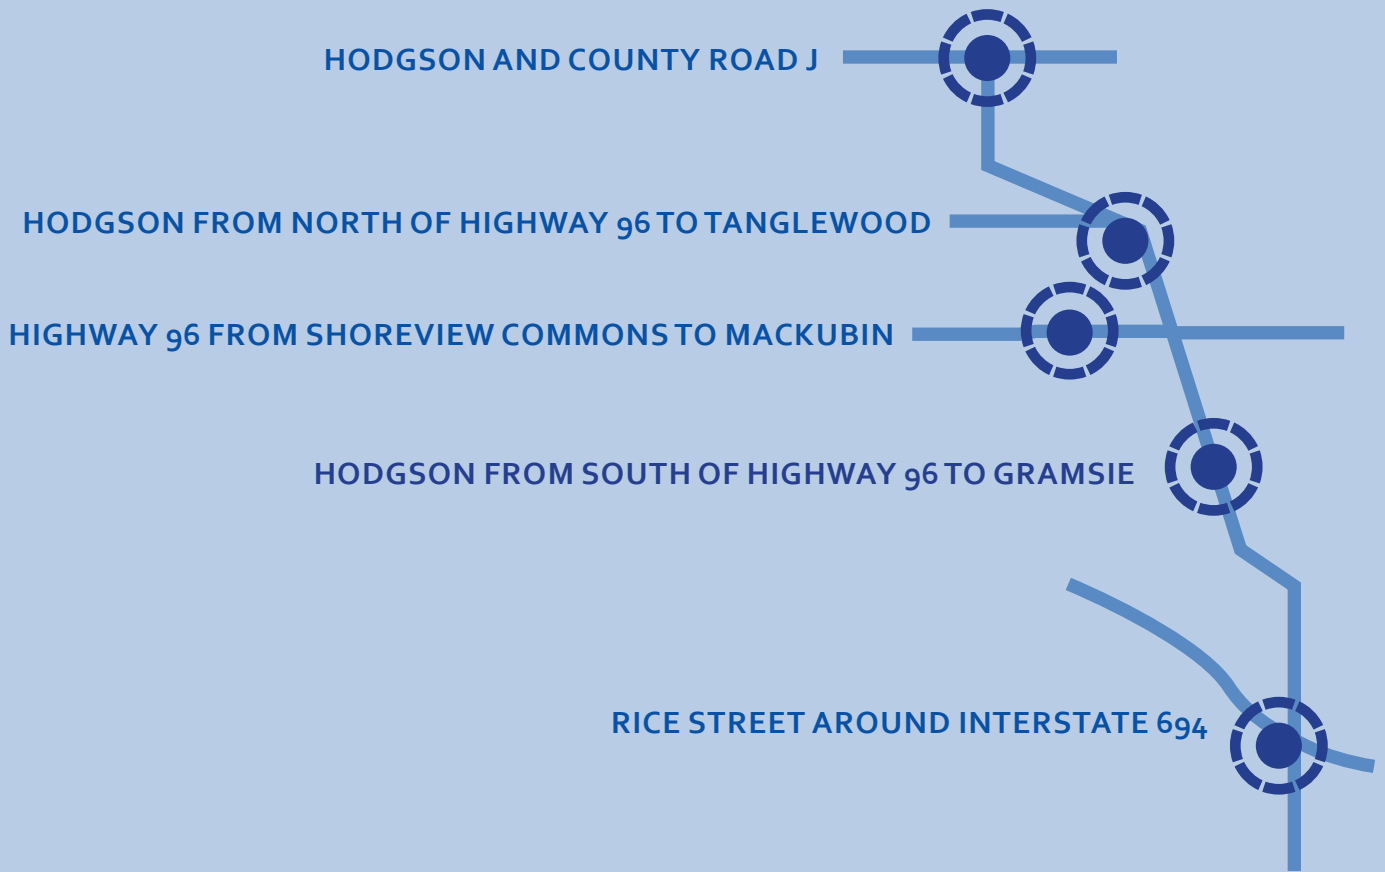 HODGSON AND COUNTY ROAD J
HODGSON FROM NORTH OF HIGHWAY 96 TO TANGLEWOOD
HIGHWAY 96 FROM SHOREVIEW COMMONS TO MACKUBIN
HODGSON FROM SOUTH OF HIGHWAY 96 TO GRAMSIE
RICE STREET AROUND INTERSTATE 694